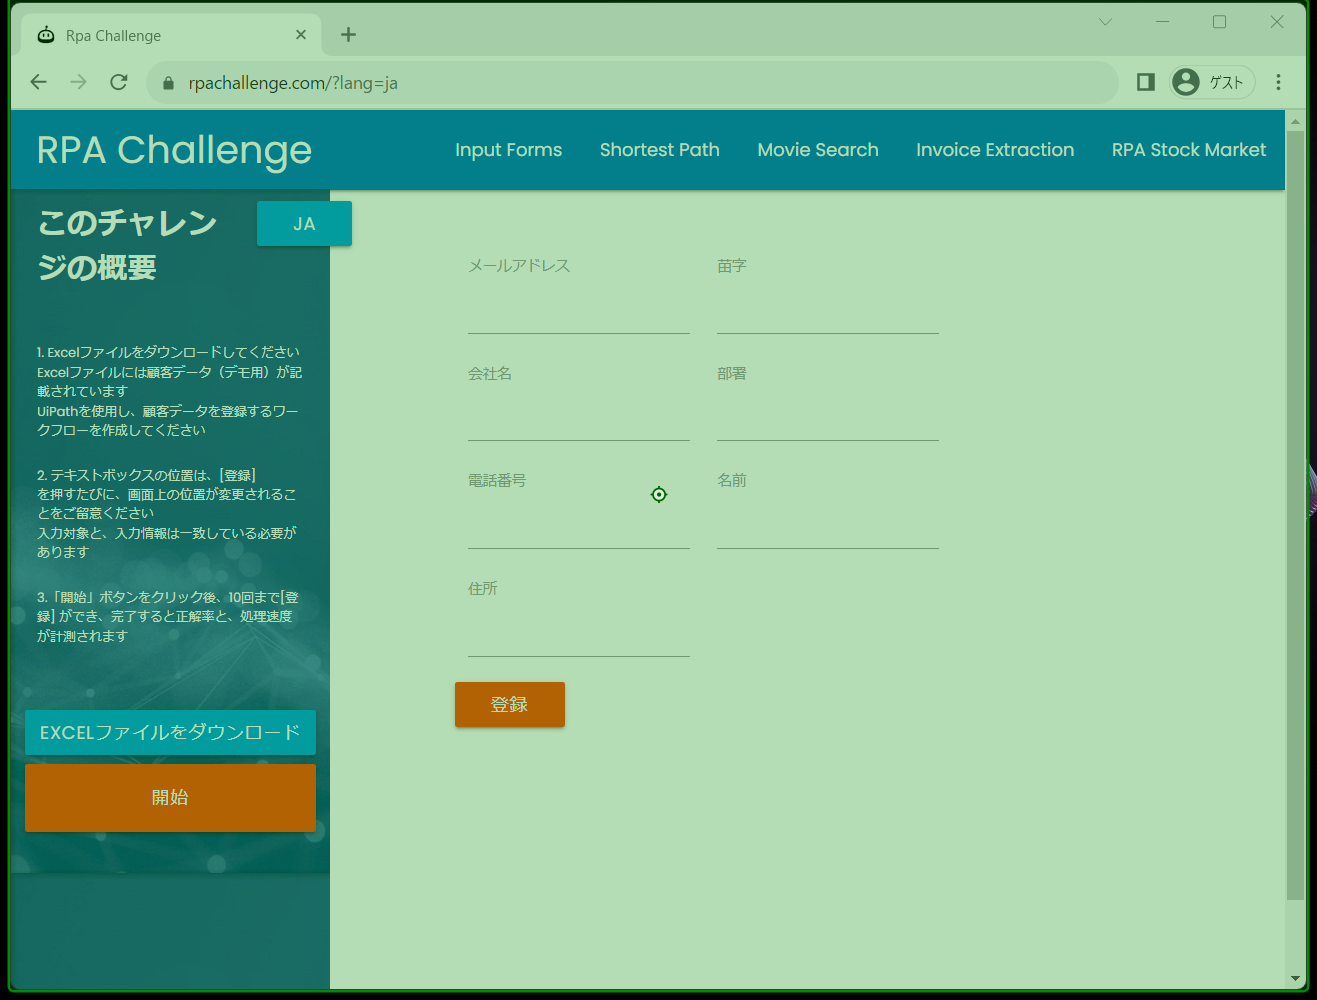 Rpa Challenge
rpachallenge.com/?lang=ja
ゲスト
RPA Challenge
Input Forms
Shortest Path
Movie Search
Invoice Extraction
RPA Stock Market
このチャレン
ジの概要
JA
1. Excelファイルをダウンロードしてください
Excelファイルには顧客データ（デモ用）が記
載されています
UiPathを使用し、顧客データを登録するワー
クフローを作成してください
2. テキストボックスの位置は、[登録]
を押すたびに、画面上の位置が変更されるこ
とをご留意ください
入力対象と、入力情報は一致している必要が
あります
3.「開始」ボタンをクリック後、10回まで[登
録] ができ、完了すると正解率と、処理速度
が計測されます
EXCELファイルをダウンロード
開始
メールアドレス
苗字
会社名
部署
電話番号
名前
住所
登録